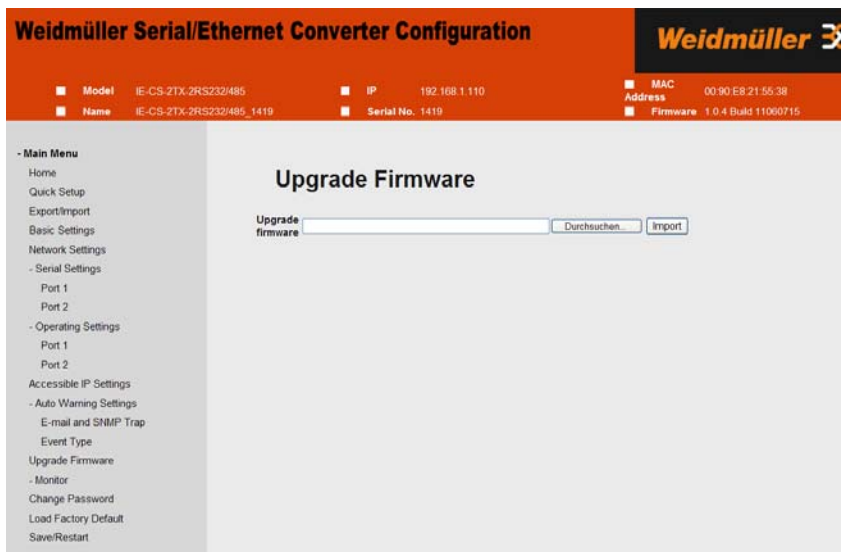 Weidmüller Serial/Ethernet Converter Configuration
Weidmüller
Model IE-CS-2TX-2RS232/485
IP 192.168.1.110
MAC Address 00:90:E8:21:55:38
Name IE-CS-2TX-2RS232/485_1419
Serial No. 1419
Firmware 1.0.4 Build 11060715
- Main Menu
Home
Quick Setup
Export/Import
Basic Settings
Network Settings
- Serial Settings
Port 1
Port 2
- Operating Settings
Port 1
Port 2
Accessible IP Settings
- Auto Warning Settings
E-mail and SNMP Trap
Event Type
Upgrade Firmware
- Monitor
Change Password
Load Factory Default
Save/Restart
Upgrade Firmware
Upgrade firmware
Durchsuchen...
Import